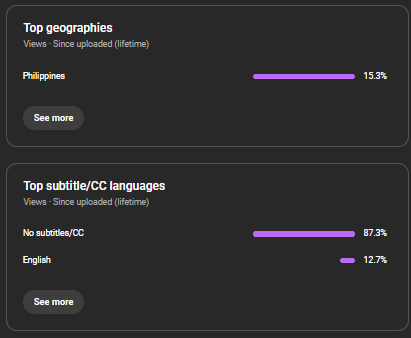 Top geographies
Views · Since uploaded (lifetime)
Philippines 15.3%
See more
Top subtitle/CC languages
Views · Since uploaded (lifetime)
No subtitles/CC 87.3%
English 12.7%
See more